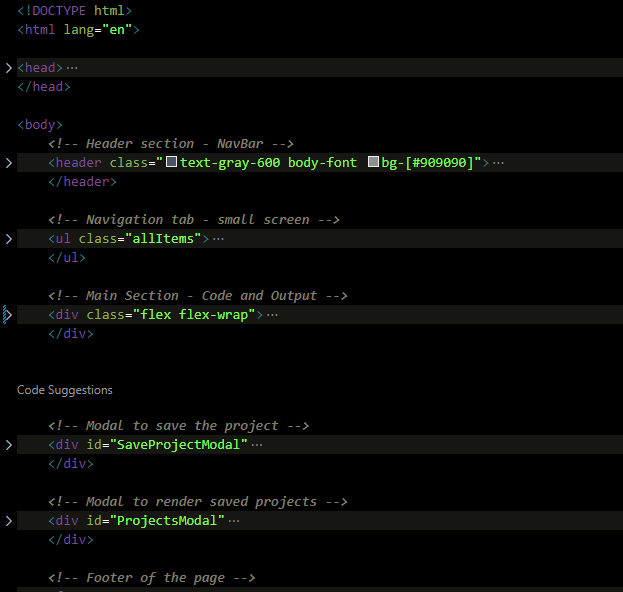 <!DOCTYPE html>
<html lang="en">
<head>…
</head>
<body>
<!-- Header section - NavBar -->
<header class="text-gray-600 body-font bg-[#909090]">…
</header>
<!-- Navigation tab - small screen -->
<ul class="allItems">…
</ul>
<!-- Main Section - Code and Output -->
<div class="flex flex-wrap">…
</div>
Code Suggestions
<!-- Modal to save the project -->
<div id="SaveProjectModal"…
</div>
<!-- Modal to render saved projects -->
<div id="ProjectsModal"…
</div>
<!-- Footer of the page -->